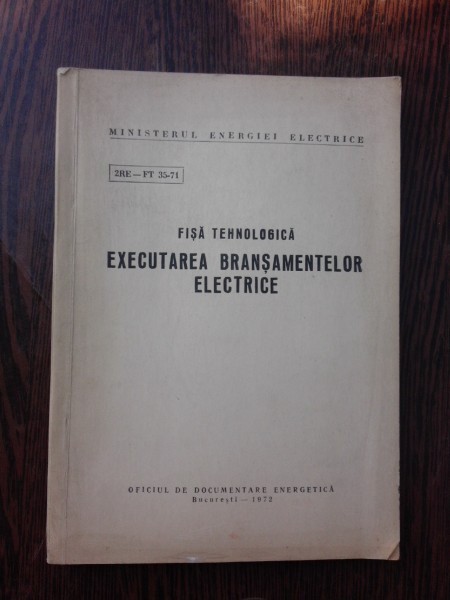 MINISTERUL ENERGIEI ELECTRICE
2RE—FT 35-71
FIȘĂ TEHNOLOGICĂ
EXECUTAREA BRANȘAMENTELOR
ELECTRICE
OFICIUL DE DOCUMENTARE ENERGETICĂ
București — 1972